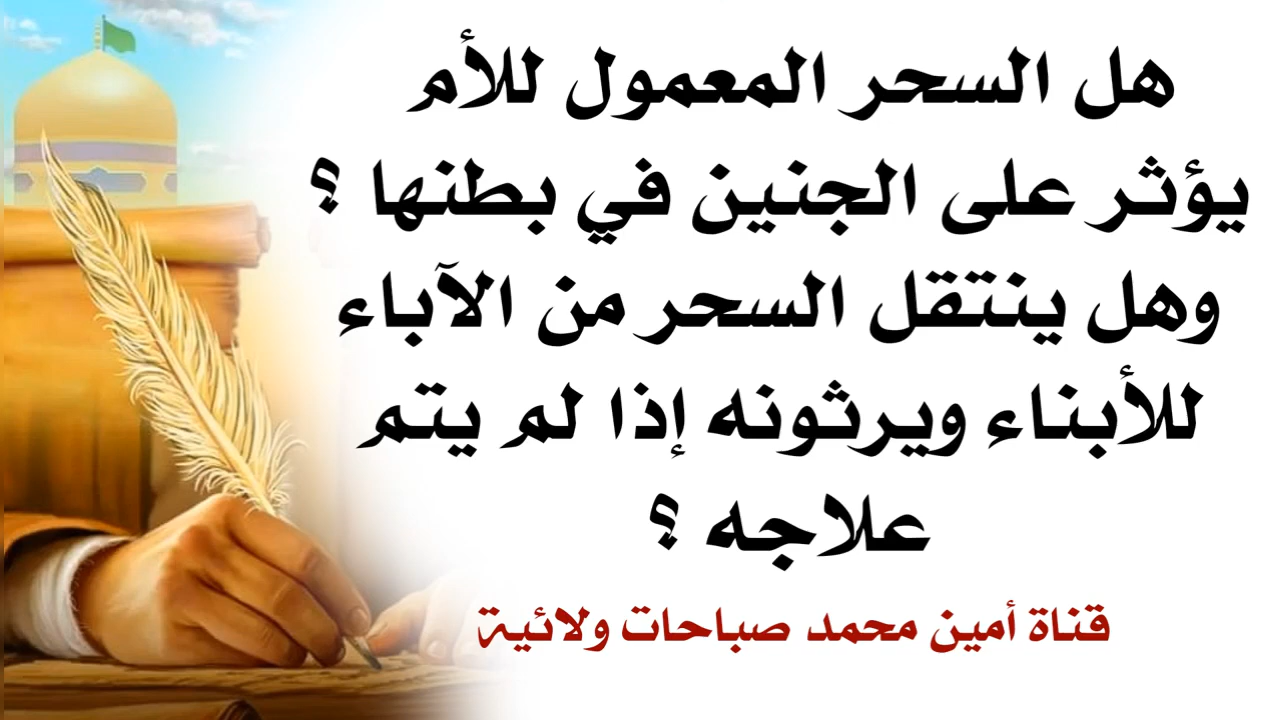 هل السحر المعمول للأم
يؤثر على الجنين في بطنها ؟
وهل ينتقل السحر من الآباء
للأبناء ويرثونه إذا لم يتم
علاجه ؟
قناة أمين محمد صباحات ولائية